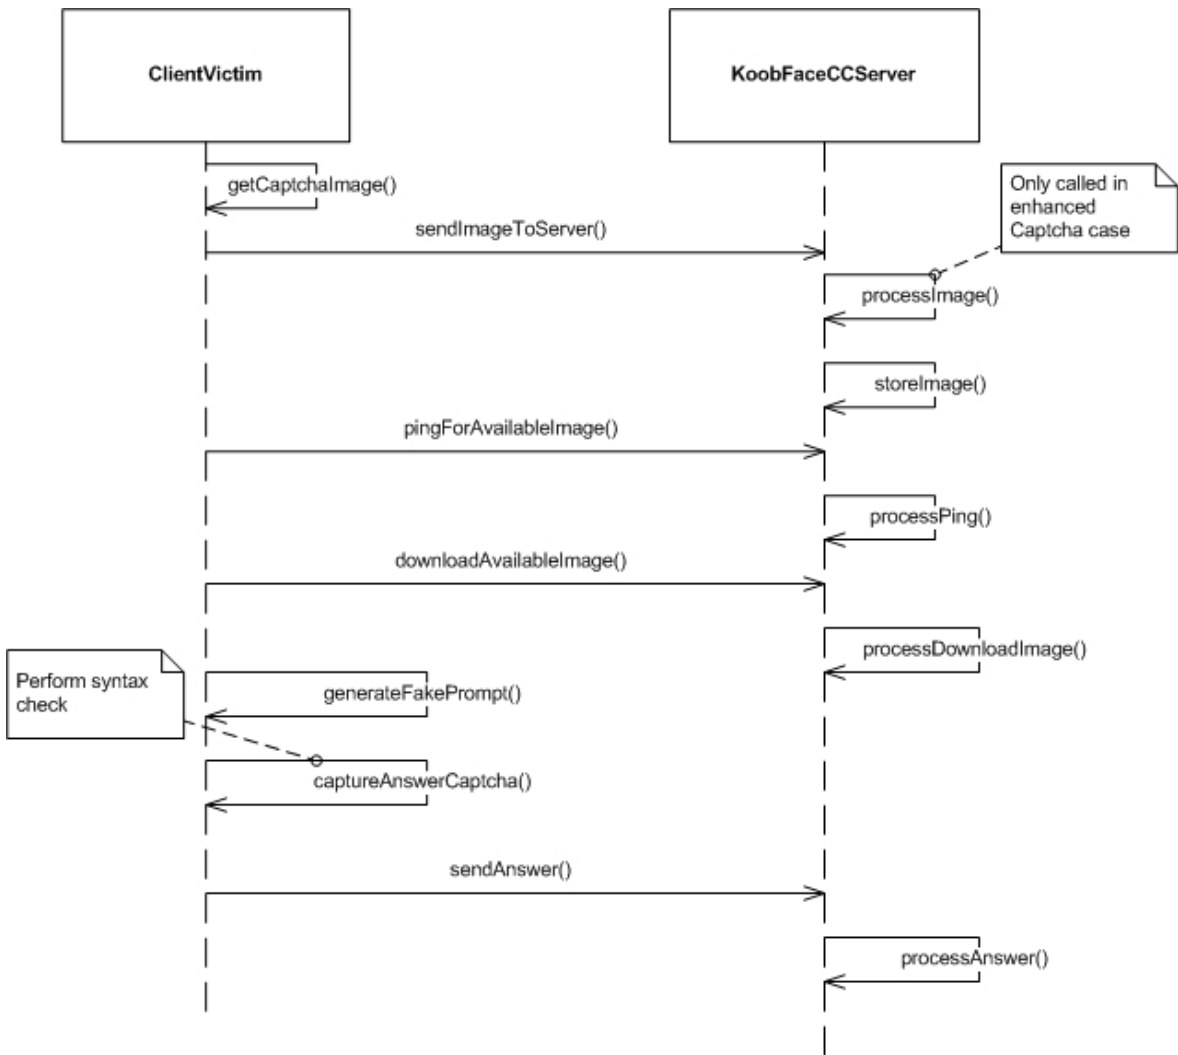 ClientVictim
KoobFaceCCServer
getCaptchaImage()
Only called in
enhanced
Captcha case
sendImageToServer()
processImage()
storeImage()
pingForAvailableImage()
processPing()
downloadAvailableImage()
processDownloadImage()
Perform syntax
check
generateFakePrompt()
captureAnswerCaptcha()
sendAnswer()
processAnswer()